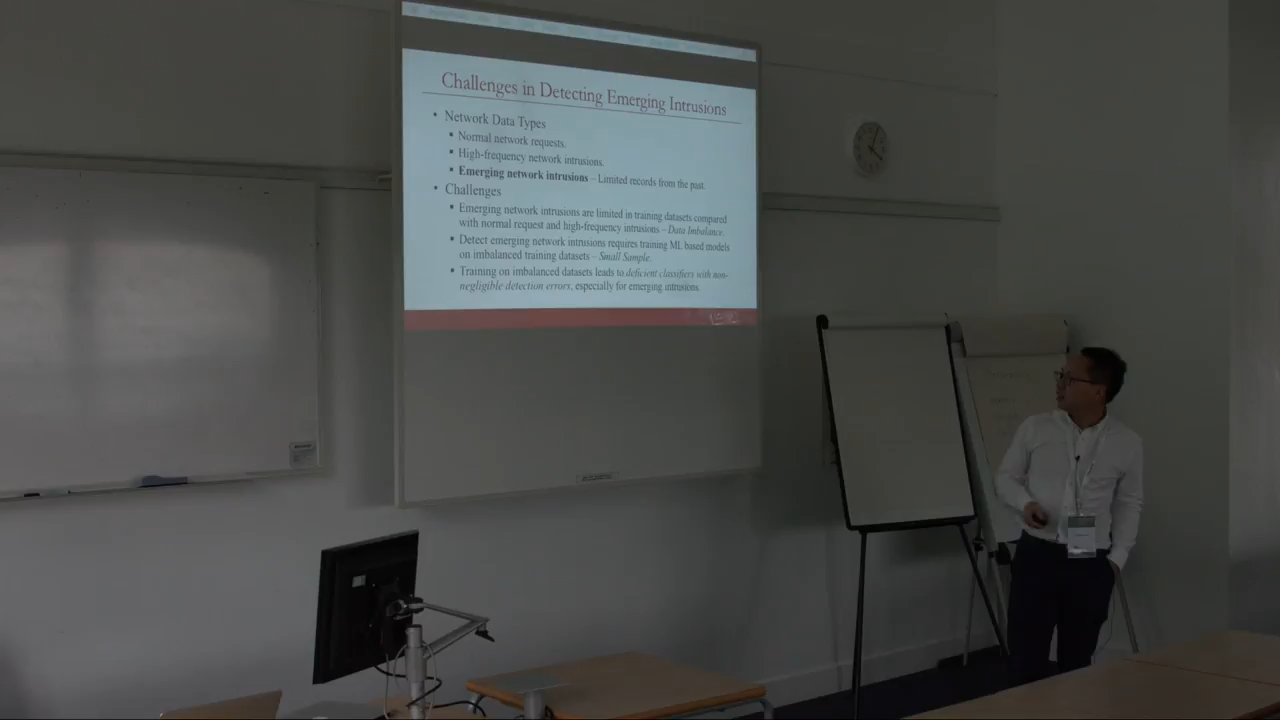 Challenges in Detecting Emerging Intrusions
• Network Data Types
▪ Normal network requests.
▪ High-frequency network intrusions.
▪ Emerging network intrusions – Limited records from the past.
• Challenges
▪ Emerging network intrusions are limited in training datasets compared
with normal request and high-frequency intrusions – Data Imbalance.
▪ Detect emerging network intrusions requires training ML based models
on imbalanced training datasets – Small Sample.
▪ Training on imbalanced datasets leads to deficient classifiers with non-
negligible detection errors, especially for emerging intrusions.